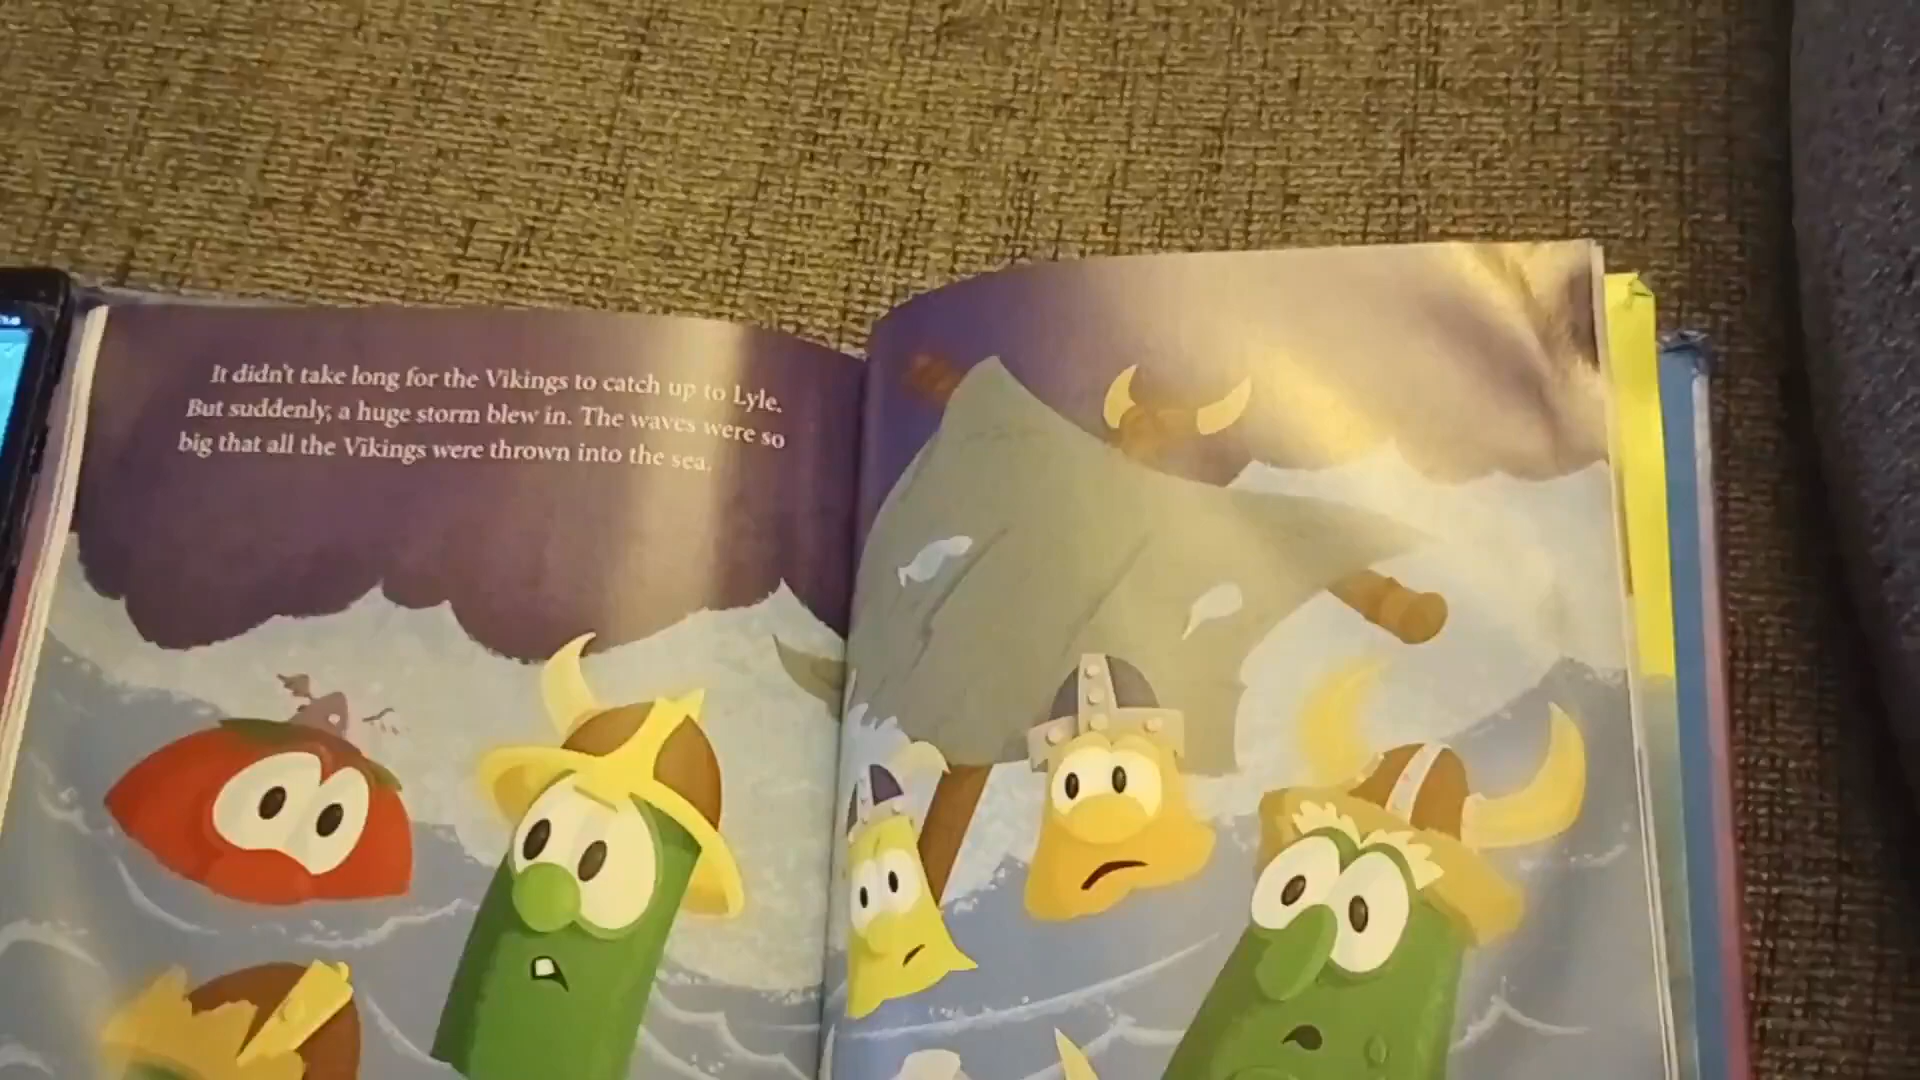 It didn't take long for the Vikings to catch up to Lyle.
But suddenly, a huge storm blew in. The waves were so
big that all the Vikings were thrown into the sea.